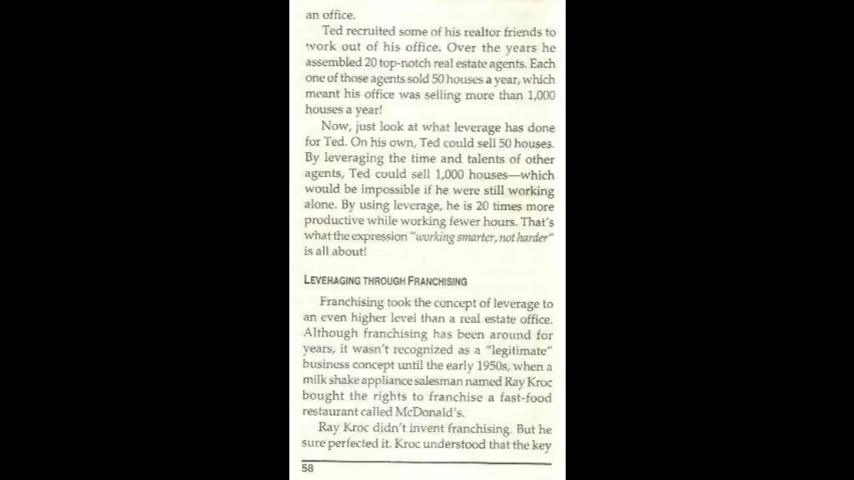 an office.
Ted recruited some of his realtor friends to
work out of his office. Over the years he
assembled 20 top-notch real estate agents. Each
one of those agents sold 50 houses a year, which
meant his office was selling more than 1,000
houses a year!
Now, just look at what leverage has done
for Ted. On his own, Ted could sell 50 houses.
By leveraging the time and talents of other
agents, Ted could sell 1,000 houses—which
would be impossible if he were still working
alone. By using leverage, he is 20 times more
productive while working fewer hours. That's
what the expression "working smarter, not harder"
is all about!
LEVERAGING THROUGH FRANCHISING
Franchising took the concept of leverage to
an even higher level than a real estate office.
Although franchising has been around for
years, it wasn't recognized as a "legitimate"
business concept until the early 1950s, when a
milk shake appliance salesman named Ray Kroc
bought the rights to franchise a fast-food
restaurant called McDonald's.
Ray Kroc didn't invent franchising. But he
sure perfected it. Kroc understood that the key
58